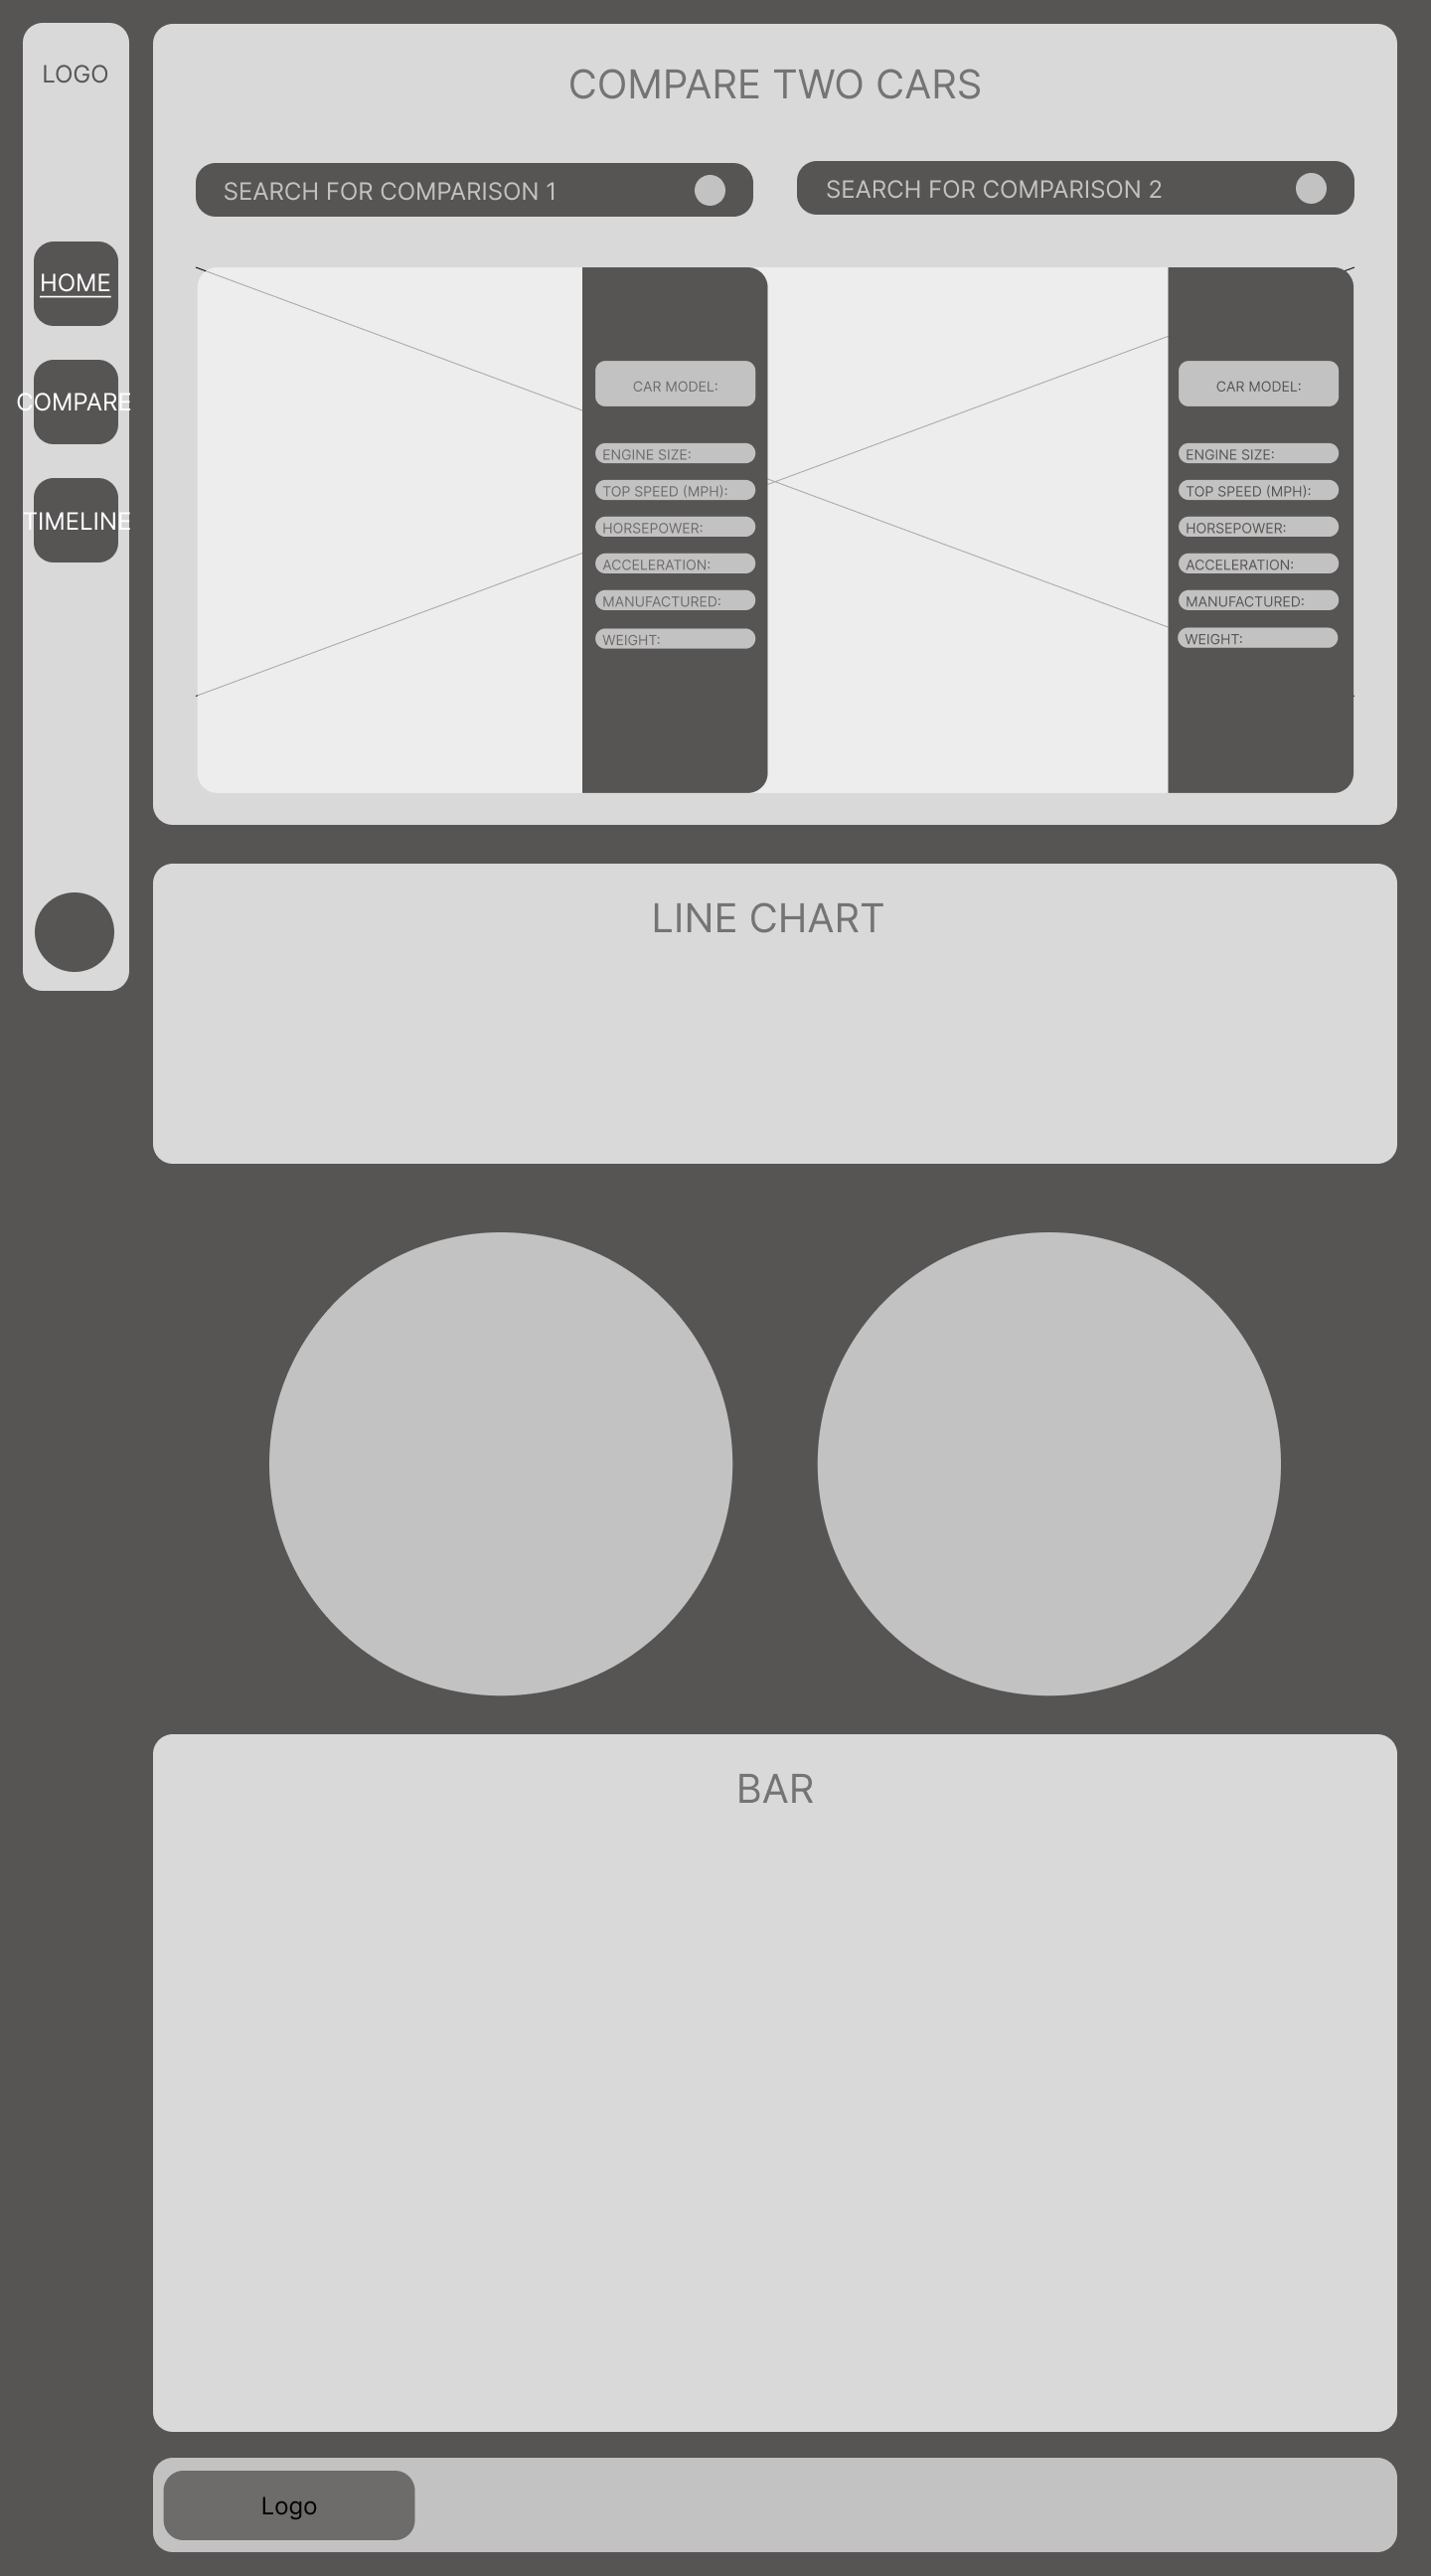 LOGO
HOME
COMPARE
TIMELINE
COMPARE TWO CARS
SEARCH FOR COMPARISON 1
SEARCH FOR COMPARISON 2
CAR MODEL:
ENGINE SIZE:
TOP SPEED (MPH):
HORSEPOWER:
ACCELERATION:
MANUFACTURED:
WEIGHT:
CAR MODEL:
ENGINE SIZE:
TOP SPEED (MPH):
HORSEPOWER:
ACCELERATION:
MANUFACTURED:
WEIGHT:
LINE CHART
BAR
Logo